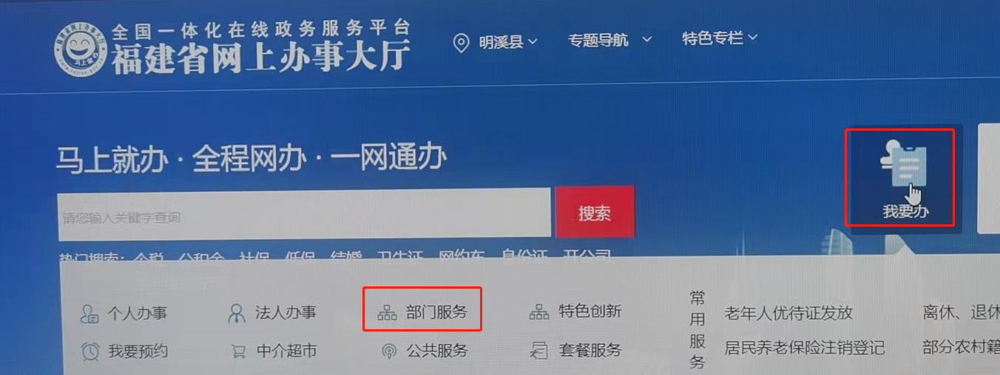 全国一体化在线政务服务平台
福建省网上办事大厅
明溪县 专题导航 特色专栏
马上就办·全程网办·一网通办
请您输入关键字查询 搜索
我要办
热门搜索：个税 公积金 社保 低保 结婚 卫生证 网约车 身份证 开公司
个人办事 法人办事 部门服务 特色创新
我要预约 中介超市 公共服务 套餐服务
常用服务
老年人优待证发放 离休、退休
居民养老保险注销登记 部分农村籍